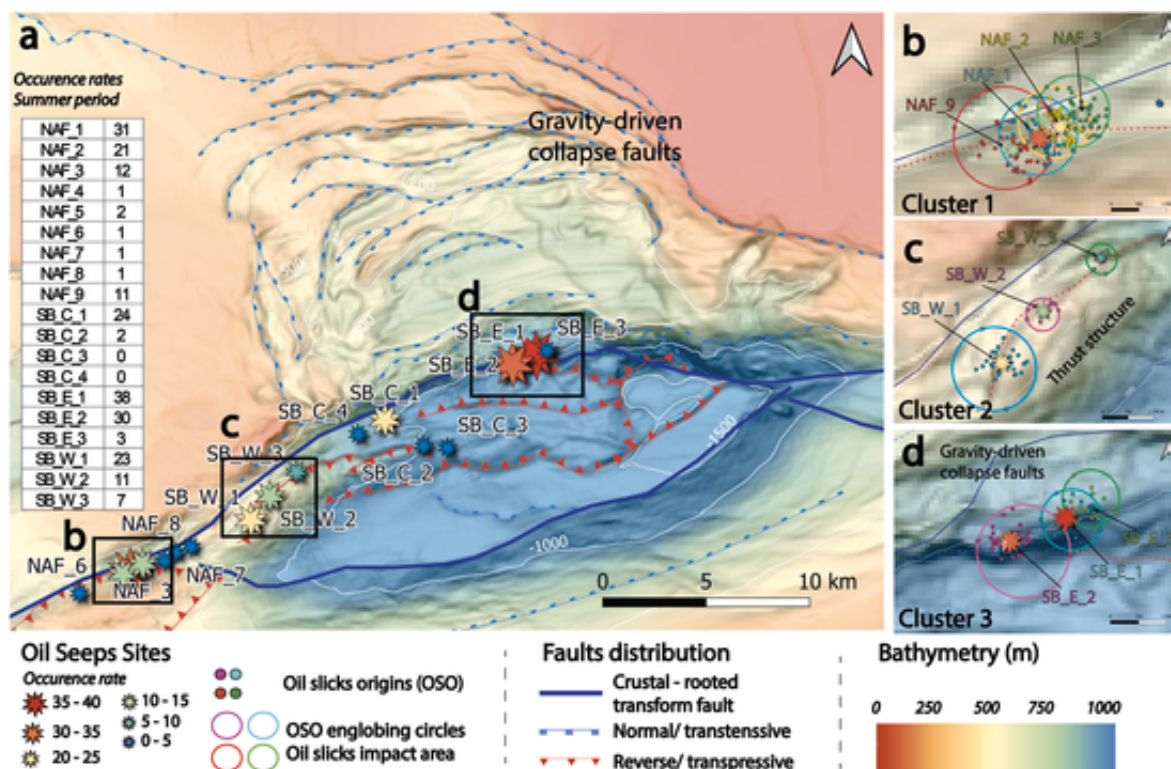 a
Occurence rates
Summer period
NAF_1 31
NAF_2 21
NAF_3 12
NAF_4 1
NAF_5 2
NAF_6 1
NAF_7 1
NAF_8 1
NAF_9 11
SB_C_1 24
SB_C_2 2
SB_C_3 0
SB_C_4 0
SB_E_1 38
SB_E_2 30
SB_E_3 3
SB_W_1 23
SB_W_2 11
SB_W_3 7
Gravity-driven
collapse faults
d
SB_E_1
SB_E_3
SB_E_2
SB_C_1
SB_C_4
SB_C_3
c
SB_W_3
SB_C_2
SB_W_1
SB_W_2
b
NAF_8
NAF_6
NAF_7
NAF_3
-1500
-1000
0 5 10 km
b
NAF_2
NAF_3
NAF_1
NAF_9
Cluster 1
c
SB_W_3
SB_W_2
SB_W_1
Thrust structure
Cluster 2
d
Gravity-driven
collapse faults
SB_E_1
SB_E_2
Cluster 3
Oil Seeps Sites
Occurence rate
35 - 40
30 - 35
20 - 25
10 - 15
5 - 10
0 - 5
Oil slicks origins (OSO)
OSO englobing circles
Oil slicks impact area
Faults distribution
Crustal - rooted
transform fault
Normal/ transtenssive
Reverse/ transpressive
Bathymetry (m)
0 250 500 750 1000